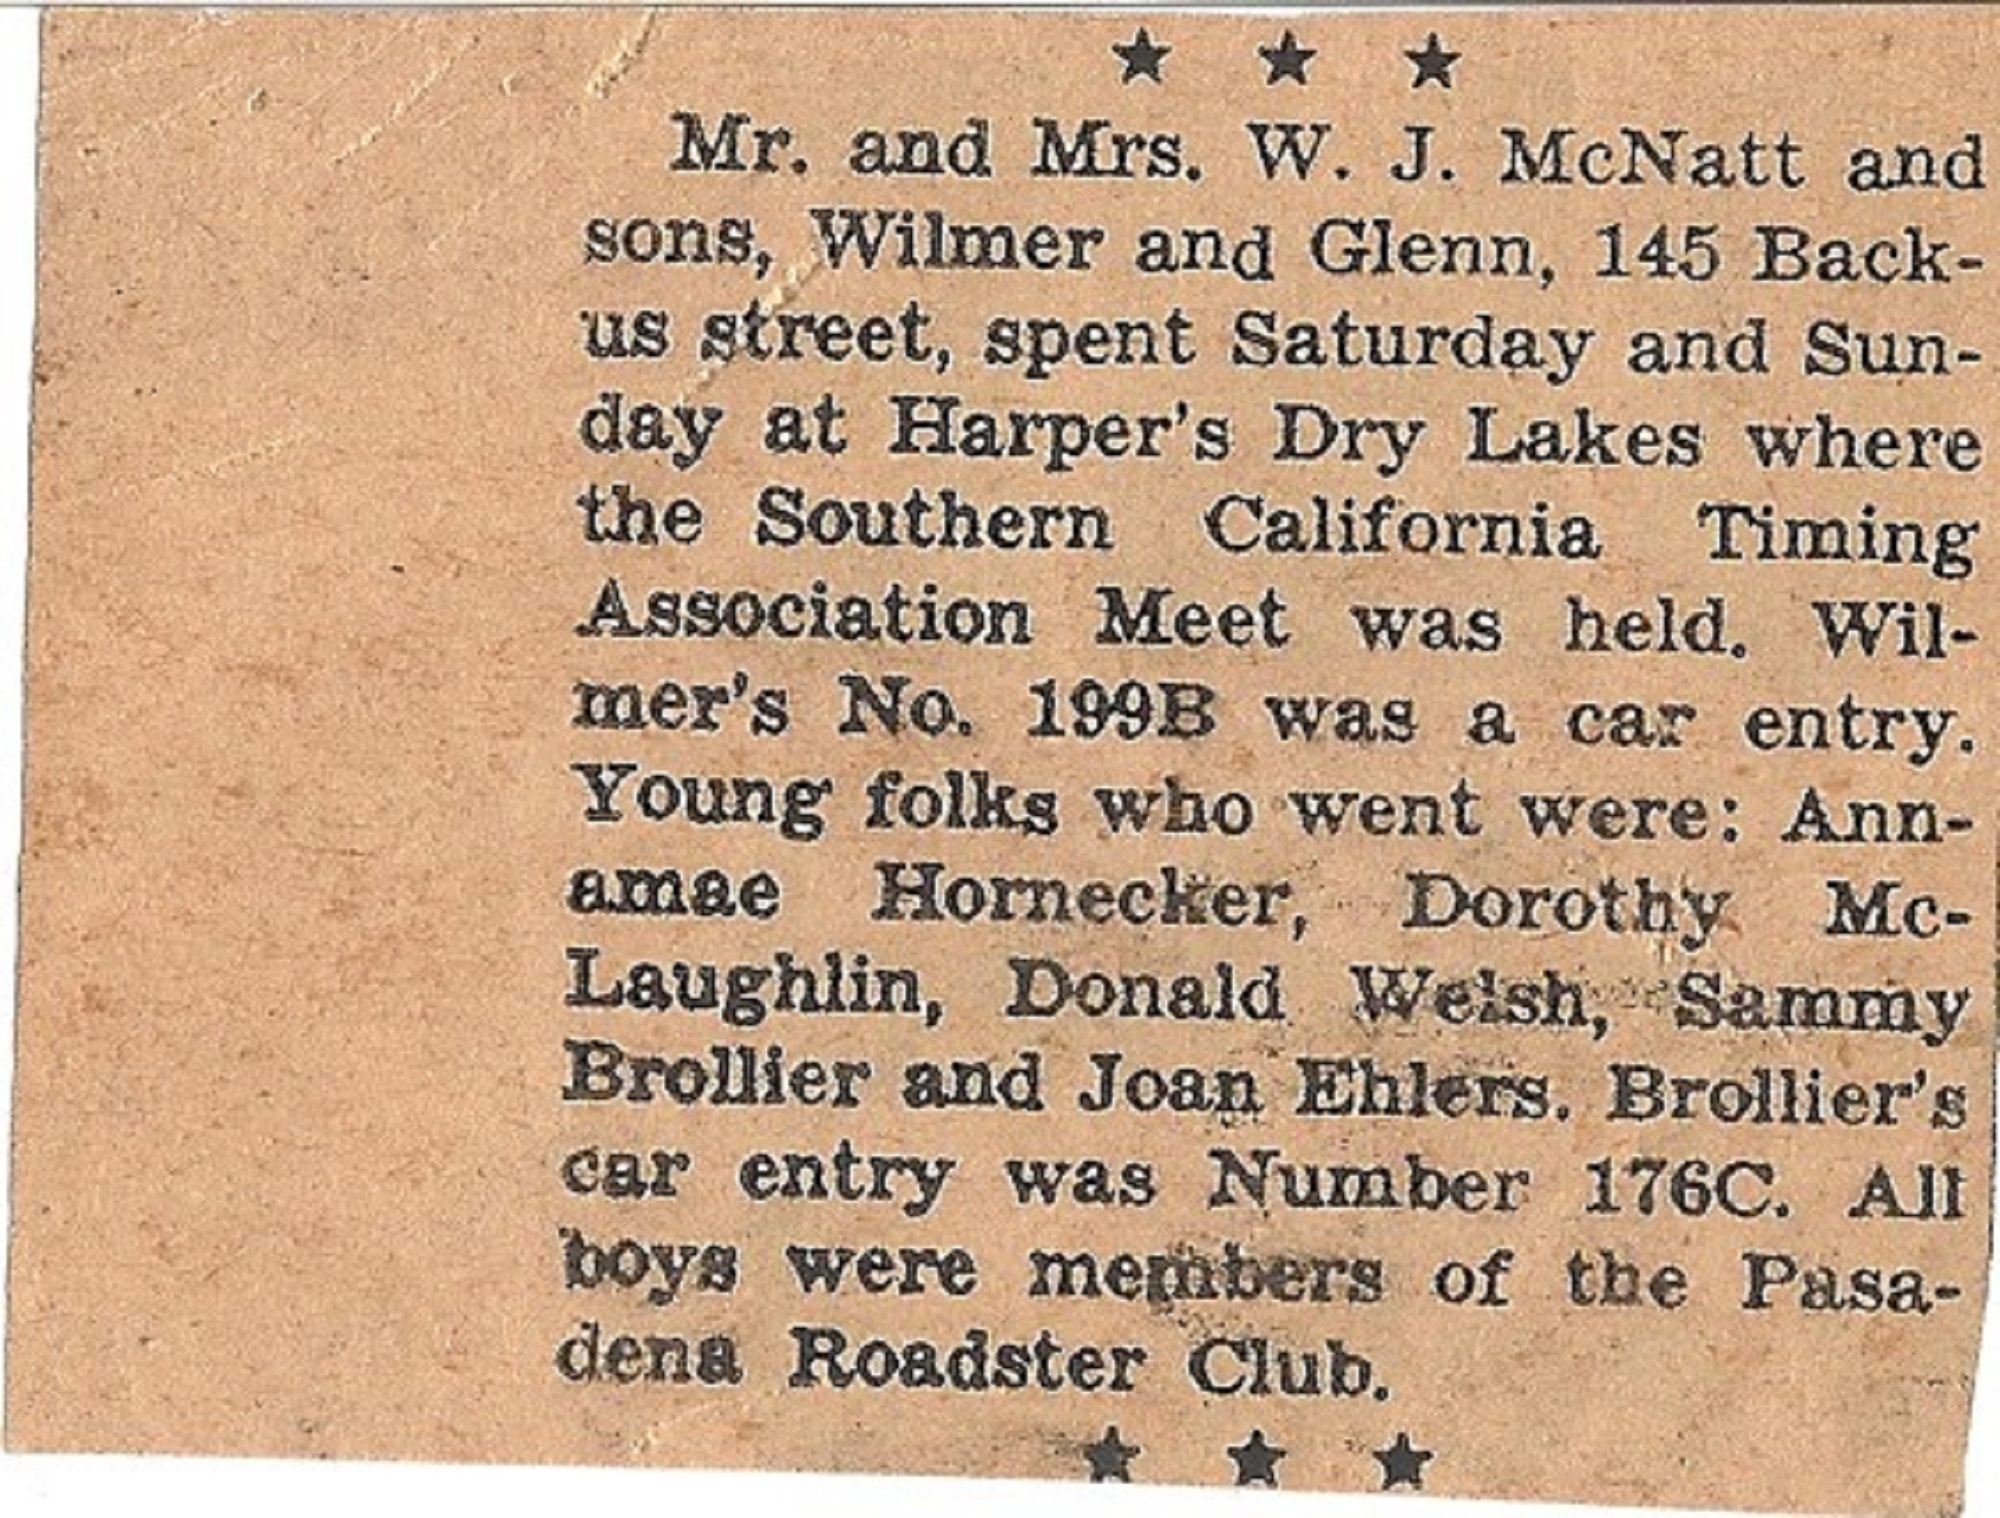 ★ ★ ★
Mr. and Mrs. W. J. McNatt and
sons, Wilmer and Glenn, 145 Back-
us street, spent Saturday and Sun-
day at Harper's Dry Lakes where
the Southern California Timing
Association Meet was held. Wil-
mer's No. 199B was a car entry.
Young folks who went were: Ann-
amae Hornecker, Dorothy Mc-
Laughlin, Donald Welsh, Sammy
Brollier and Joan Ehlers. Brollier's
car entry was Number 176C. All
boys were members of the Pasa-
dena Roadster Club.
★ ★ ★